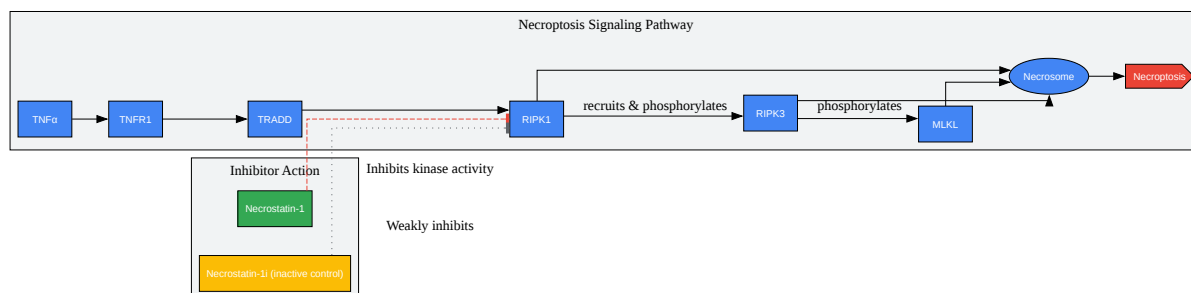 Necroptosis Signaling Pathway
TNFα
TNFR1
TRADD
RIPK1
recruits & phosphorylates
RIPK3
phosphorylates
MLKL
Necrosome
Necroptosis
Inhibitor Action
Inhibits kinase activity
Necrostatin-1
Weakly inhibits
Necrostatin-1i (inactive control)